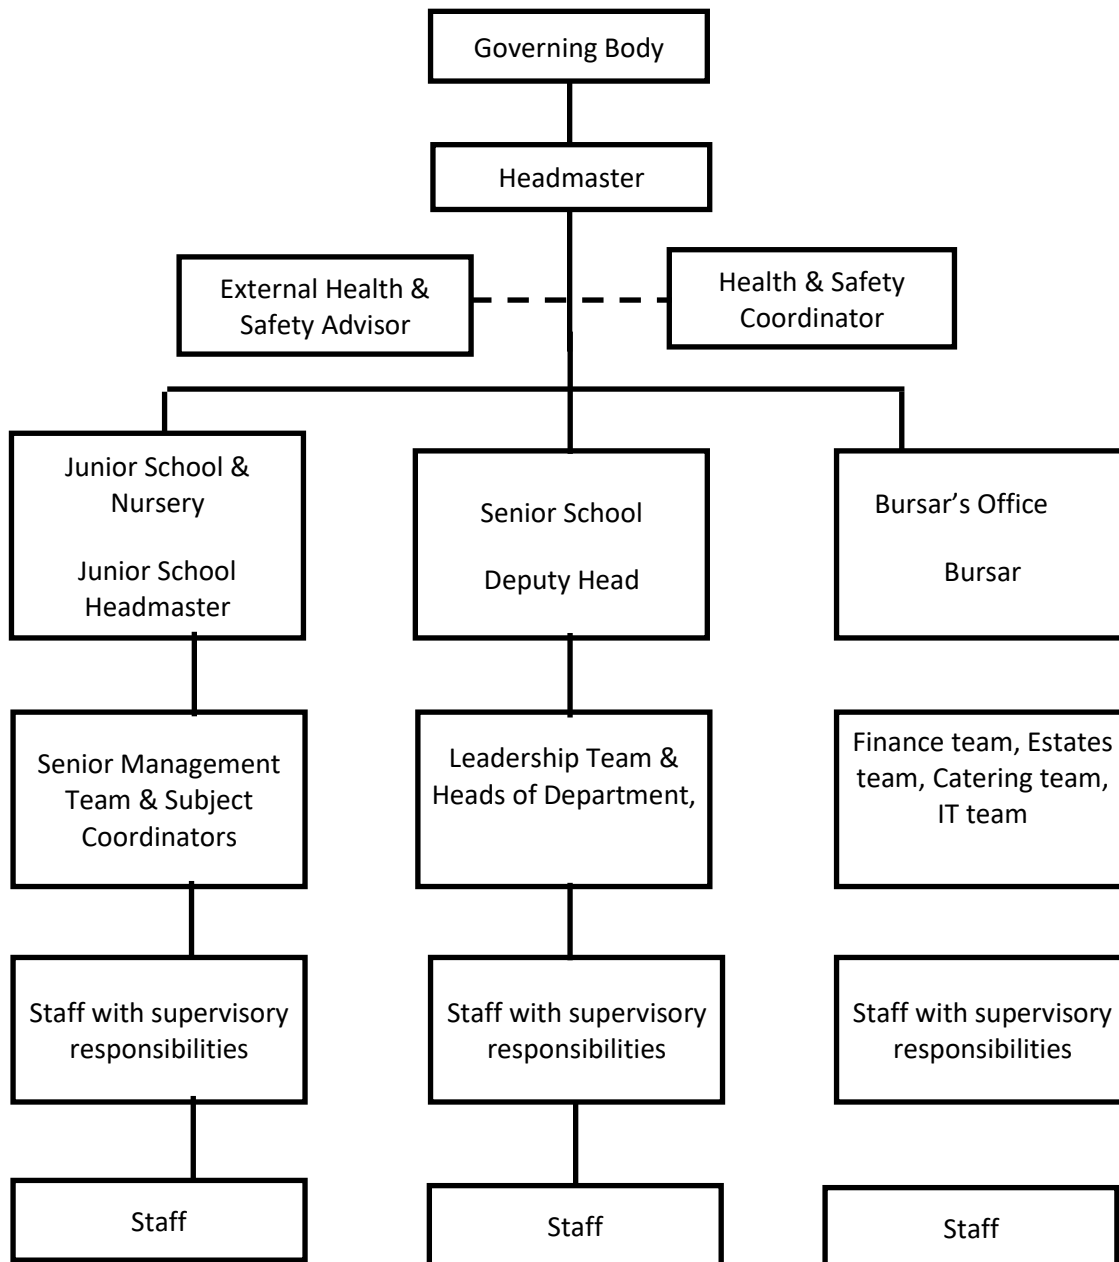 Governing Body
Headmaster
External Health &
Safety Advisor
Health & Safety
Coordinator
Junior School &
Nursery
Junior School
Headmaster
Senior School
Deputy Head
Bursar’s Office
Bursar
Senior Management
Team & Subject
Coordinators
Leadership Team &
Heads of Department,
Finance team, Estates
team, Catering team,
IT team
Staff with supervisory
responsibilities
Staff with supervisory
responsibilities
Staff with supervisory
responsibilities
Staff
Staff
Staff